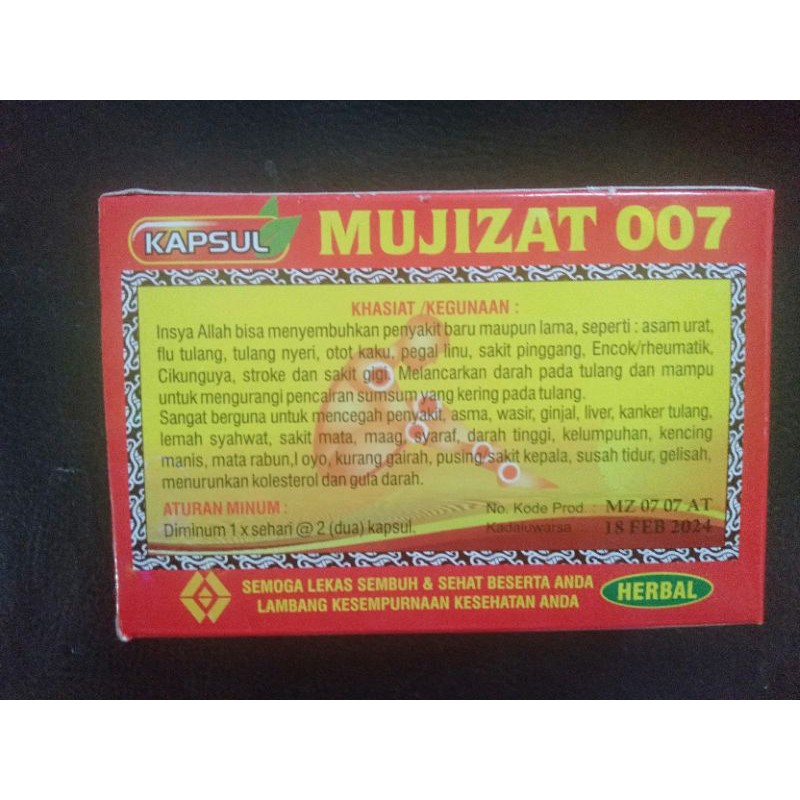 KAPSUL MUJIZAT 007
KHASIAT /KEGUNAAN :
Insya Allah bisa menyembuhkan penyakit baru maupun lama, seperti : asam urat,
flu tulang, tulang nyeri, otot kaku, pegal linu, sakit pinggang, Encok/rheumatik,
Cikunguya, stroke dan sakit gigi. Melancarkan darah pada tulang dan mampu
untuk mengurangi pencairan sumsum yang kering pada tulang.
Sangat berguna untuk mencegah penyakit, asma, wasir, ginjal, liver, kanker tulang,
lemah syahwat, sakit mata, maag, syaraf, darah tinggi, kelumpuhan, kencing
manis, mata rabun,l oyo, kurang gairah, pusing/sakit kepala, susah tidur, gelisah,
menurunkan kolesterol dan gula darah.
ATURAN MINUM :
Diminum 1 x sehari @ 2 (dua) kapsul.
No. Kode Prod : MZ 07 07 AT
Kadaluwarsa : 18 FEB 2024
SEMOGA LEKAS SEMBUH & SEHAT BESERTA ANDA
LAMBANG KESEMPURNAAN KESEHATAN ANDA
HERBAL